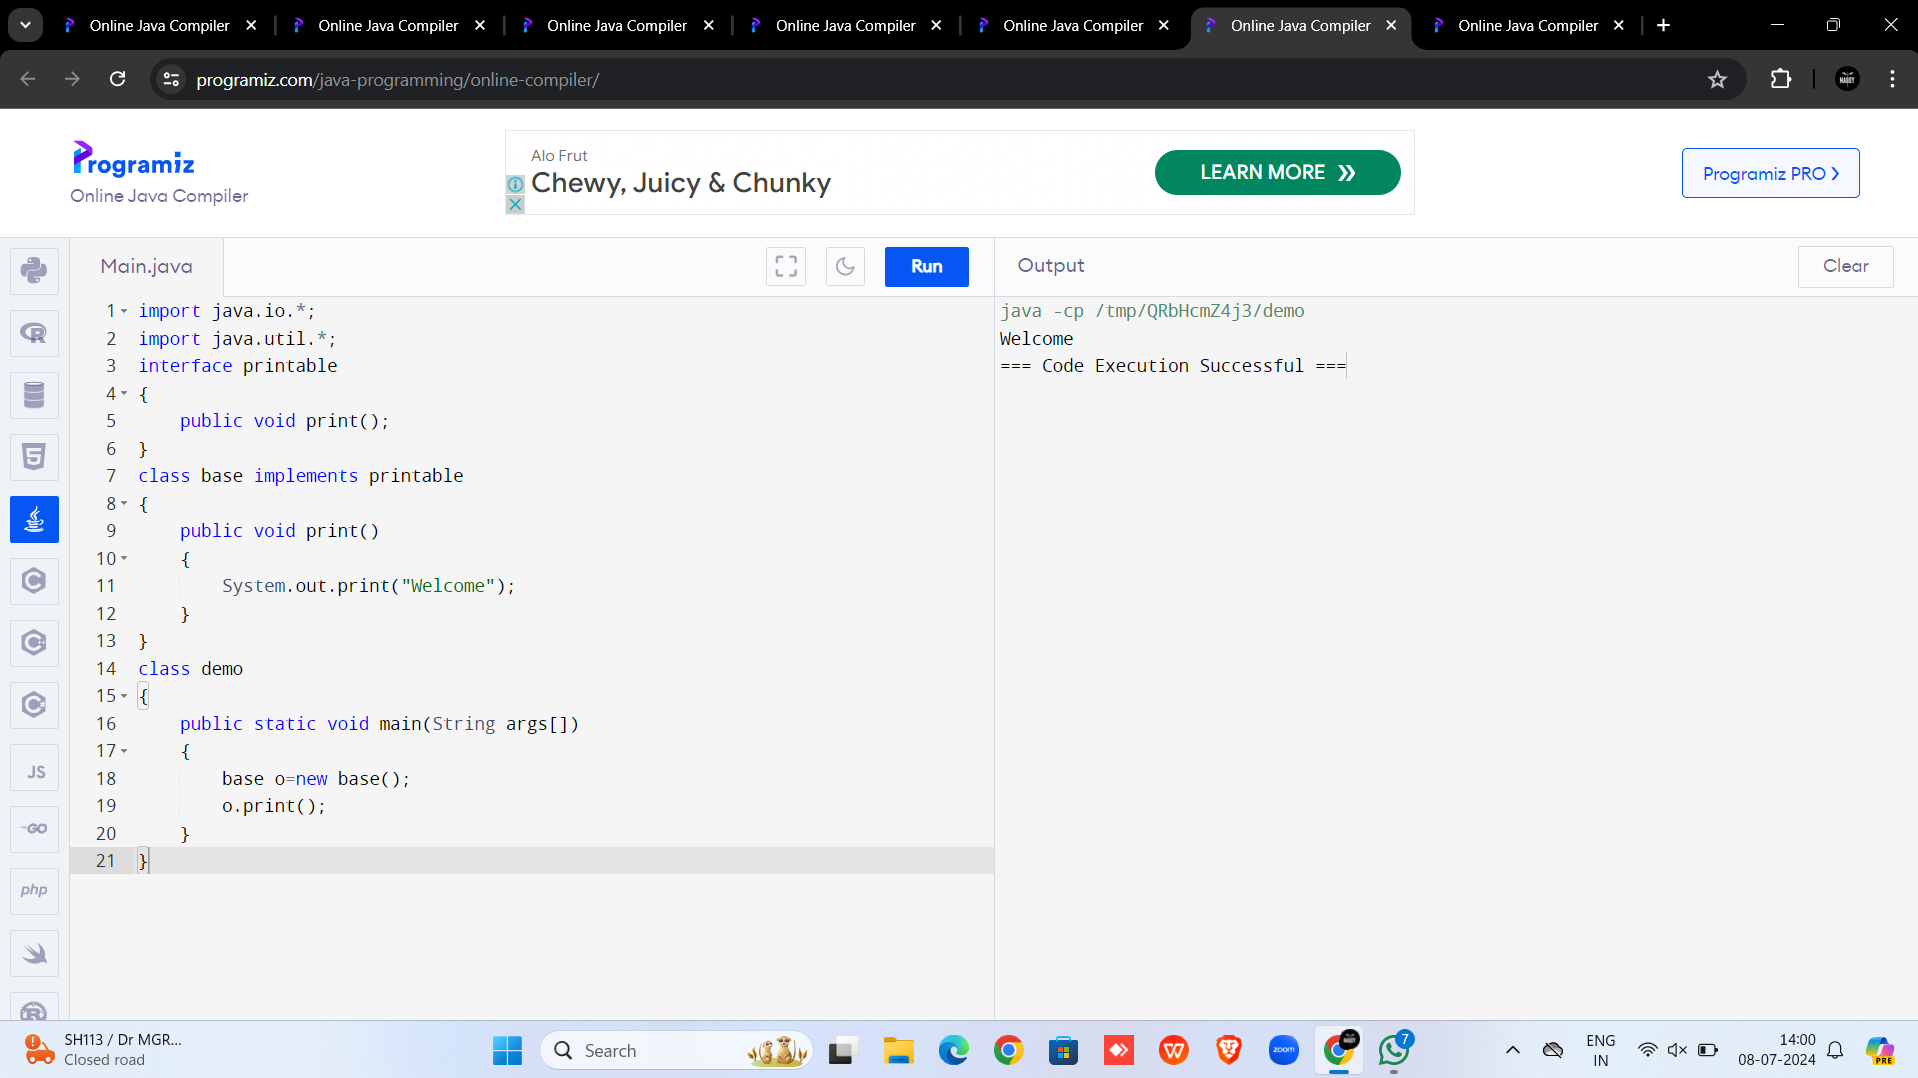 Online Java Compiler Online Java Compiler Online Java Compiler Online Java Compiler Online Java Compiler Online Java Compiler Online Java Compiler
programiz.com/java-programming/online-compiler/
MADDY
Programiz
Online Java Compiler
Alo Frut
Chewy, Juicy & Chunky
LEARN MORE
Programiz PRO
Main.java
Run
Output
Clear
1 import java.io.*;
2 import java.util.*;
3 interface printable
4 {
5     public void print();
6 }
7 class base implements printable
8 {
9     public void print()
10     {
11         System.out.print("Welcome");
12     }
13 }
14 class demo
15 {
16     public static void main(String args[])
17     {
18         base o=new base();
19         o.print();
20     }
21 }
java -cp /tmp/QRbHcmZ4j3/demo
Welcome
=== Code Execution Successful ===
JS
GO
php
SH113 / Dr MGR...
Closed road
Search
zoom
7
ENG
IN
14:00
08-07-2024
PRE